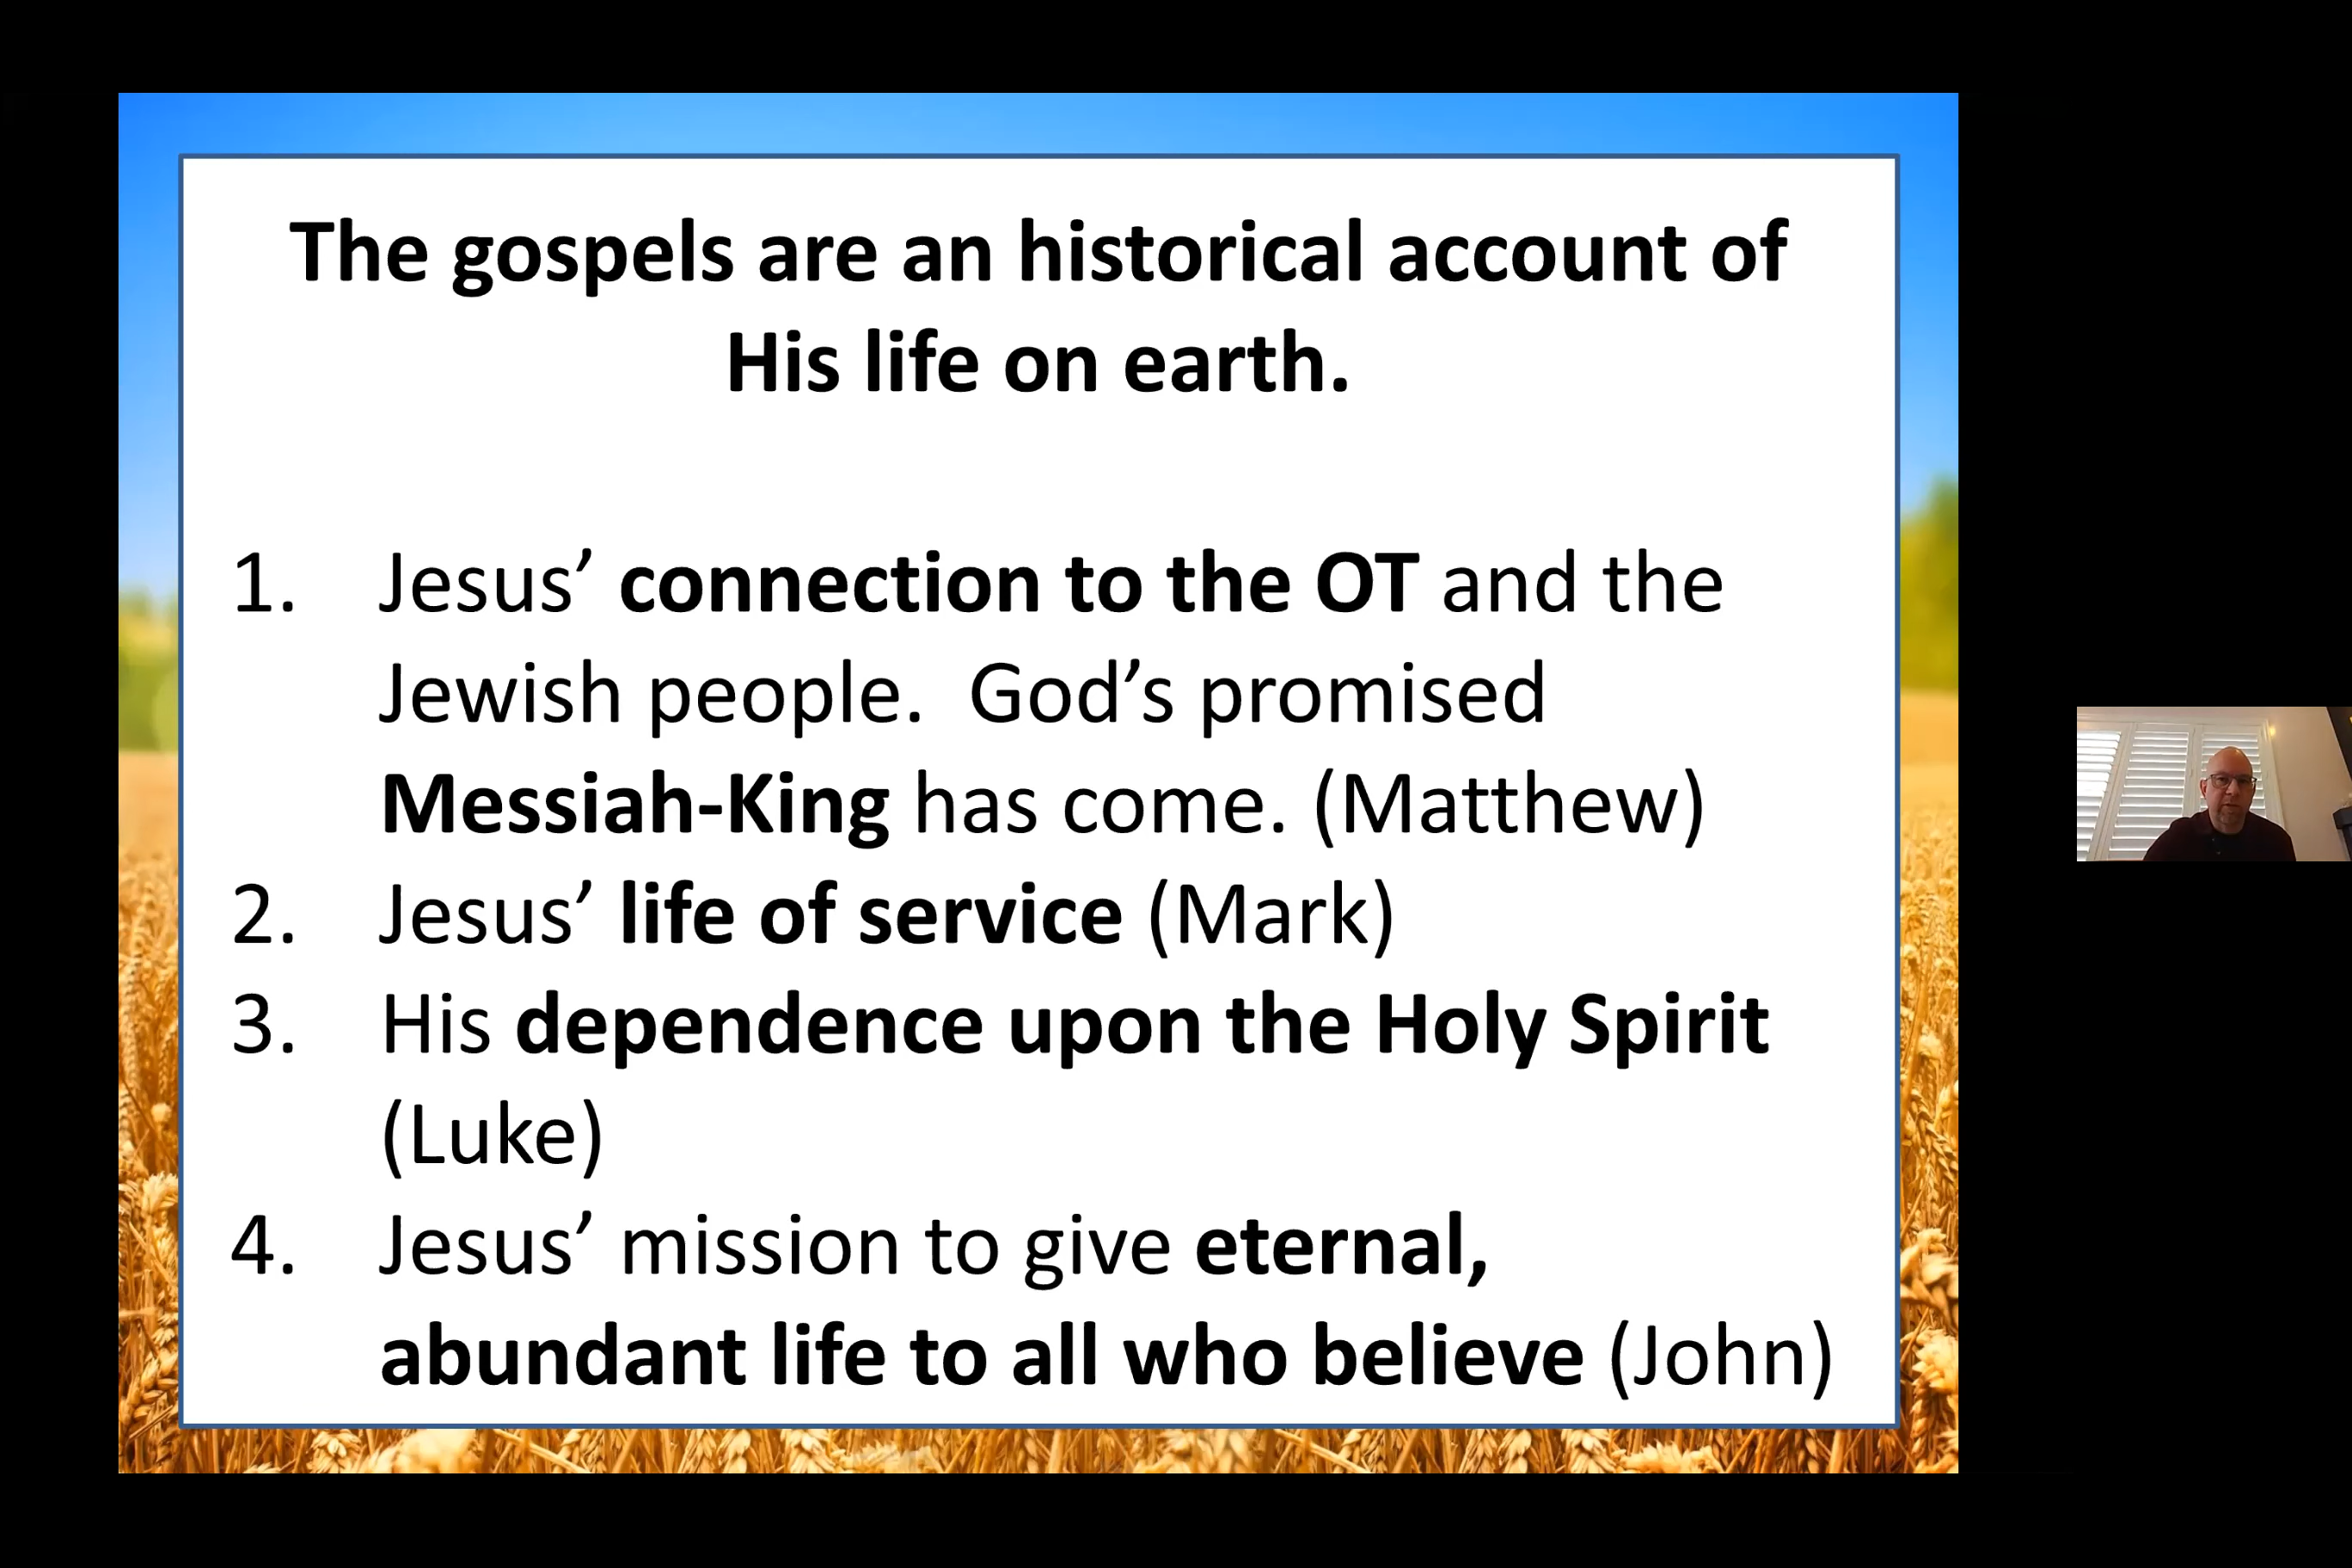 The gospels are an historical account of
His life on earth.
1. Jesus’ connection to the OT and the
Jewish people.  God’s promised
Messiah-King has come. (Matthew)
2. Jesus’ life of service (Mark)
3. His dependence upon the Holy Spirit
(Luke)
4. Jesus’ mission to give eternal,
abundant life to all who believe (John)